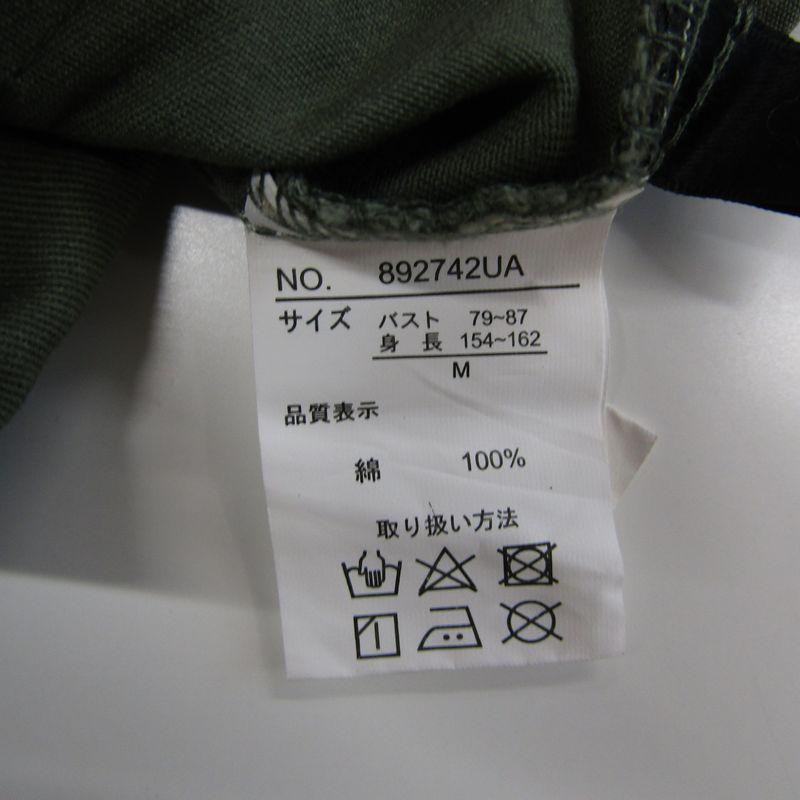 NO. 892742UA
サイズ バスト 79~87
身 長 154~162
M
品質表示
綿 100%
取り扱い方法